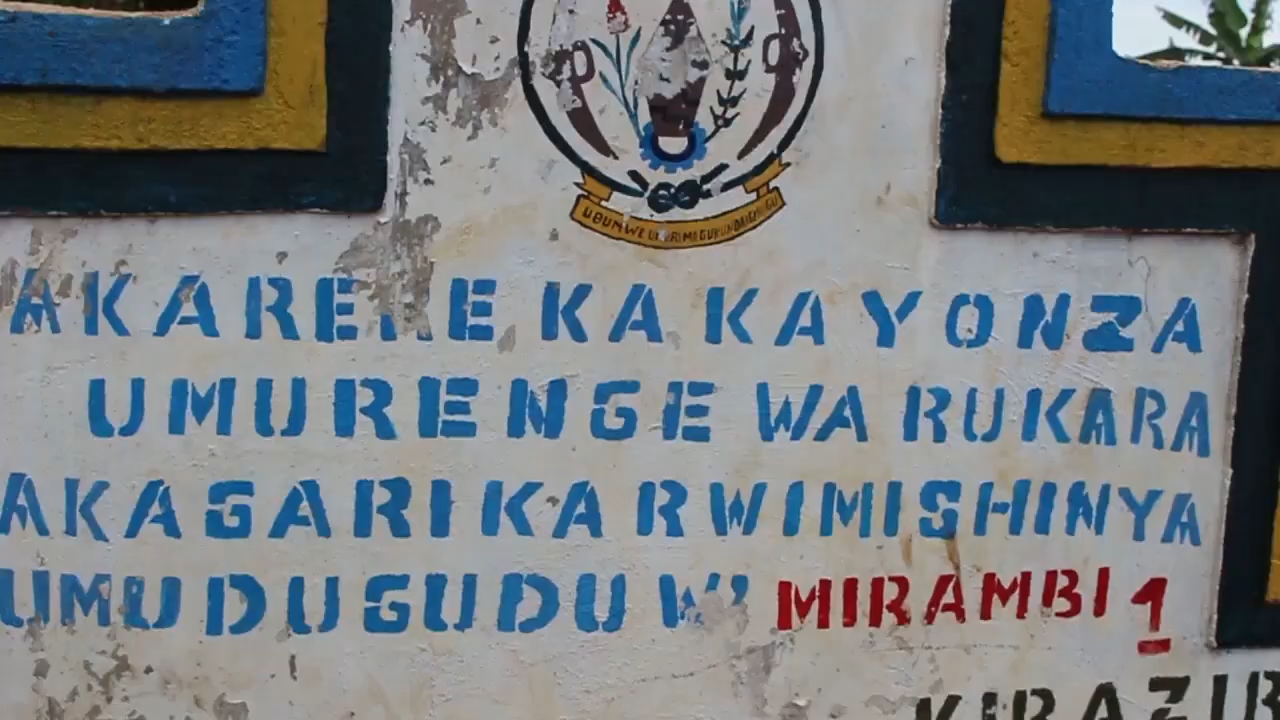 AKARERE KA KAYONZA
UMURENGE WA RUKARA
AKAGARI KA RWIMISHINYA
UMUDUGUDU W' MIRAMBI 1